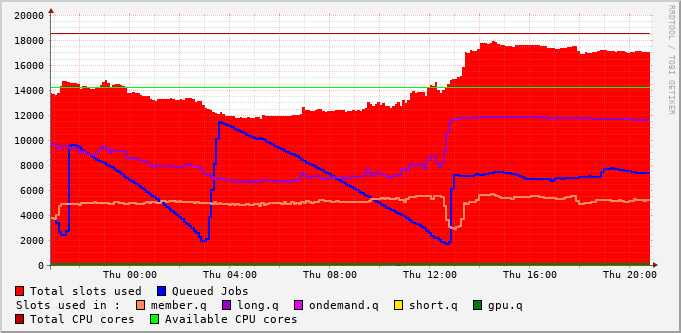 20000
18000
16000
14000
12000
10000
8000
6000
4000
2000
0
Thu 00:00 Thu 04:00 Thu 08:00 Thu 12:00 Thu 16:00 Thu 20:00
RRDTOOL / TOBI OETIKER
Total slots used Queued Jobs
Slots used in : member.q long.q ondemand.q short.q gpu.q
Total CPU cores Available CPU cores